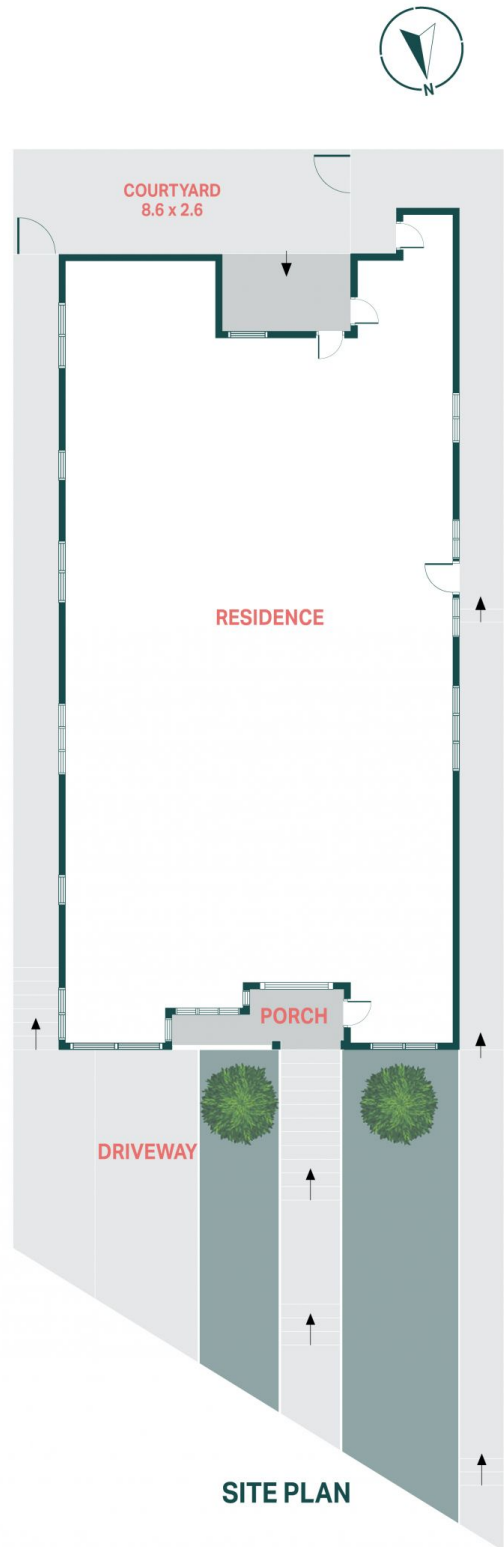 N
COURTYARD
8.6 x 2.6
RESIDENCE
PORCH
DRIVEWAY
SITE PLAN